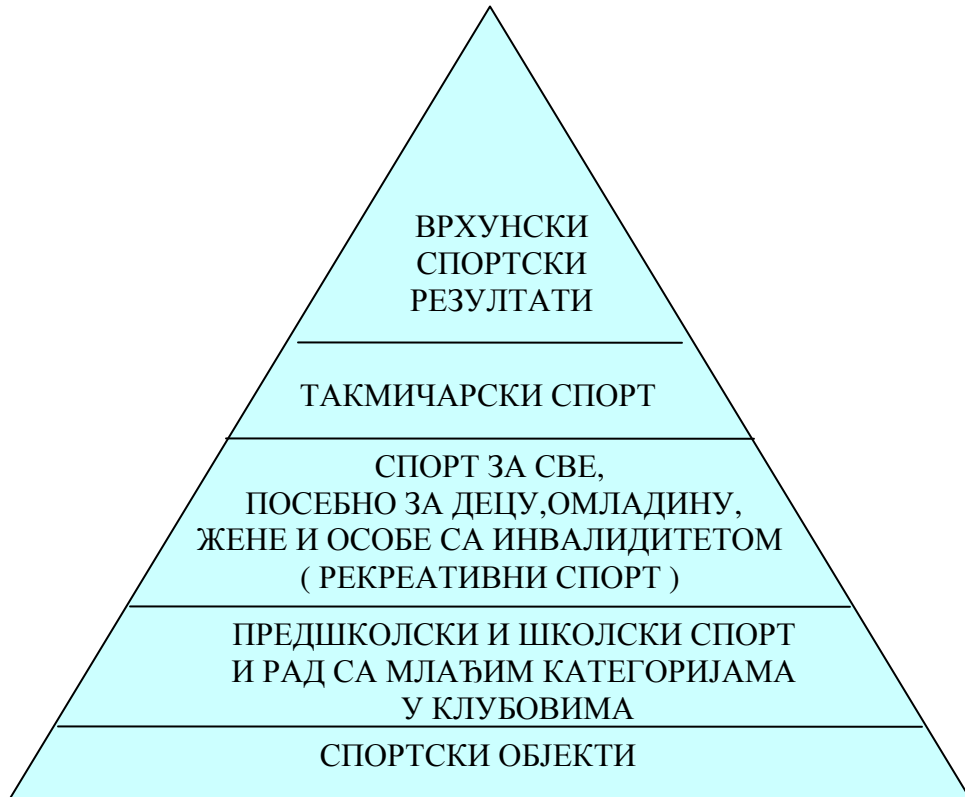 ВРХУНСКИ
СПОРТСКИ
РЕЗУЛТАТИ
ТАКМИЧАРСКИ СПОРТ
СПОРТ ЗА СВЕ,
ПОСЕБНО ЗА ДЕЦУ,ОМЛАДИНУ,
ЖЕНЕ И ОСОБЕ СА ИНВАЛИДИТЕТОМ
( РЕКРЕАТИВНИ СПОРТ )
ПРЕДШКОЛСКИ И ШКОЛСКИ СПОРТ
И РАД СА МЛАЂИМ КАТЕГОРИЈАМА
У КЛУБОВИМА
СПОРТСКИ ОБЈЕКТИ